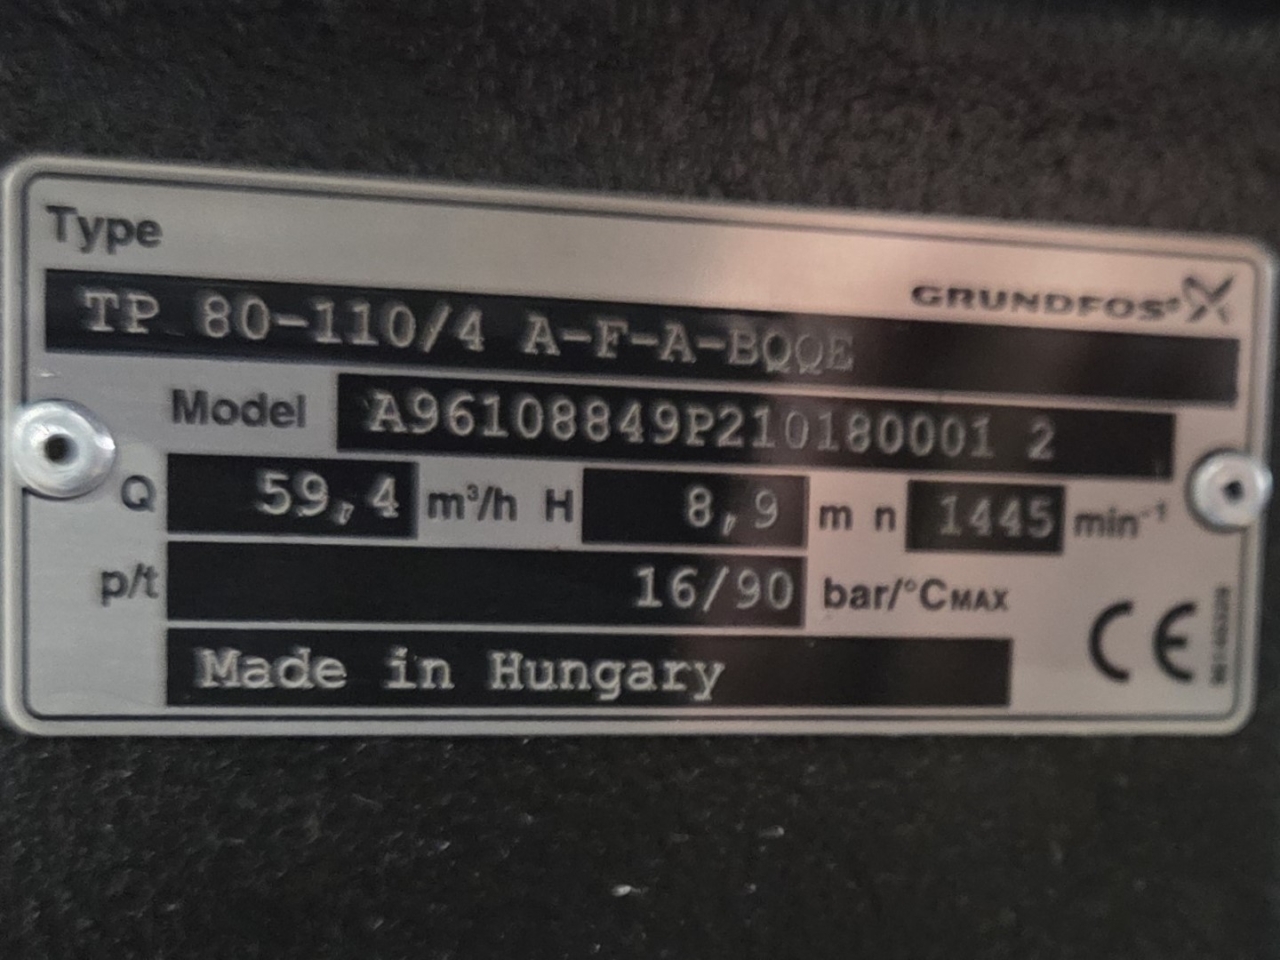 Type
GRUNDFOS
TP 80-110/4 A-F-A-BQQE
Model A96108849P210180001 2
Q 59,4 m³/h H 8,9 m n 1445 min⁻¹
p/t 16/90 bar/°CMAX
Made in Hungary
CE